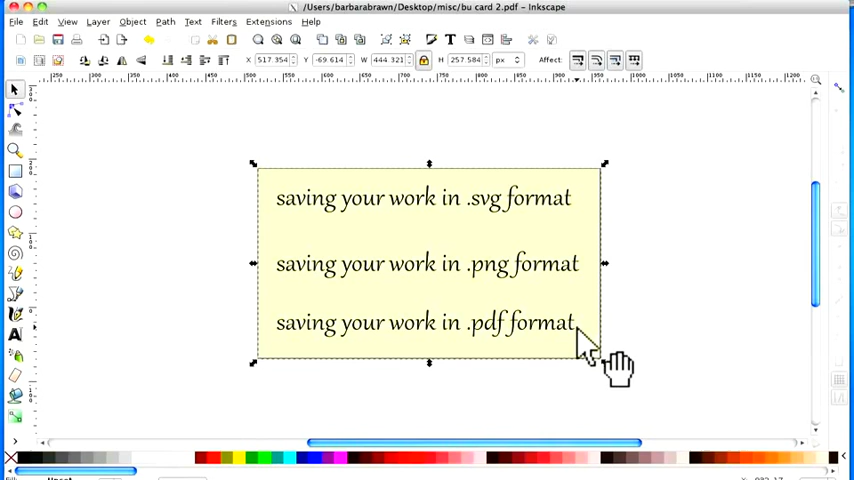 /Users/barbarabrawn/Desktop/misc/bu card 2.pdf - Inkscape
File Edit View Layer Object Path Text Filters Extensions Help
X 517.354 Y -69.614 W 444.321 H 257.584 px Affect:
saving your work in .svg format
saving your work in .png format
saving your work in .pdf format